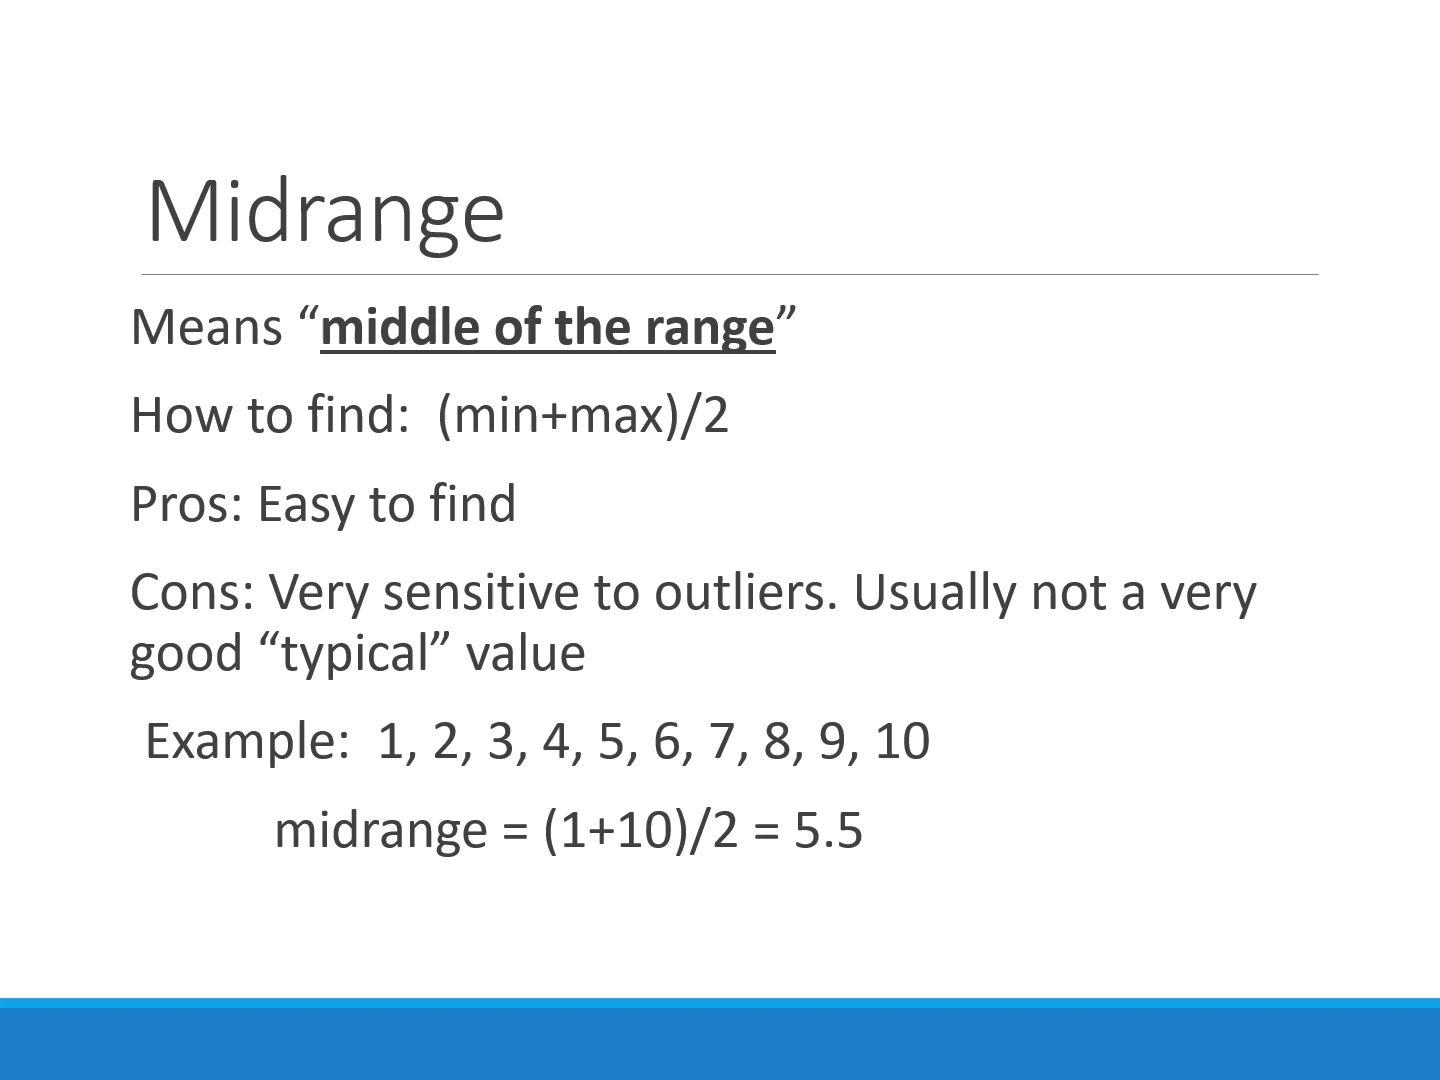 Midrange
Means “middle of the range”
How to find:  (min+max)/2
Pros: Easy to find
Cons: Very sensitive to outliers. Usually not a very
good “typical” value
Example:  1, 2, 3, 4, 5, 6, 7, 8, 9, 10
midrange = (1+10)/2 = 5.5